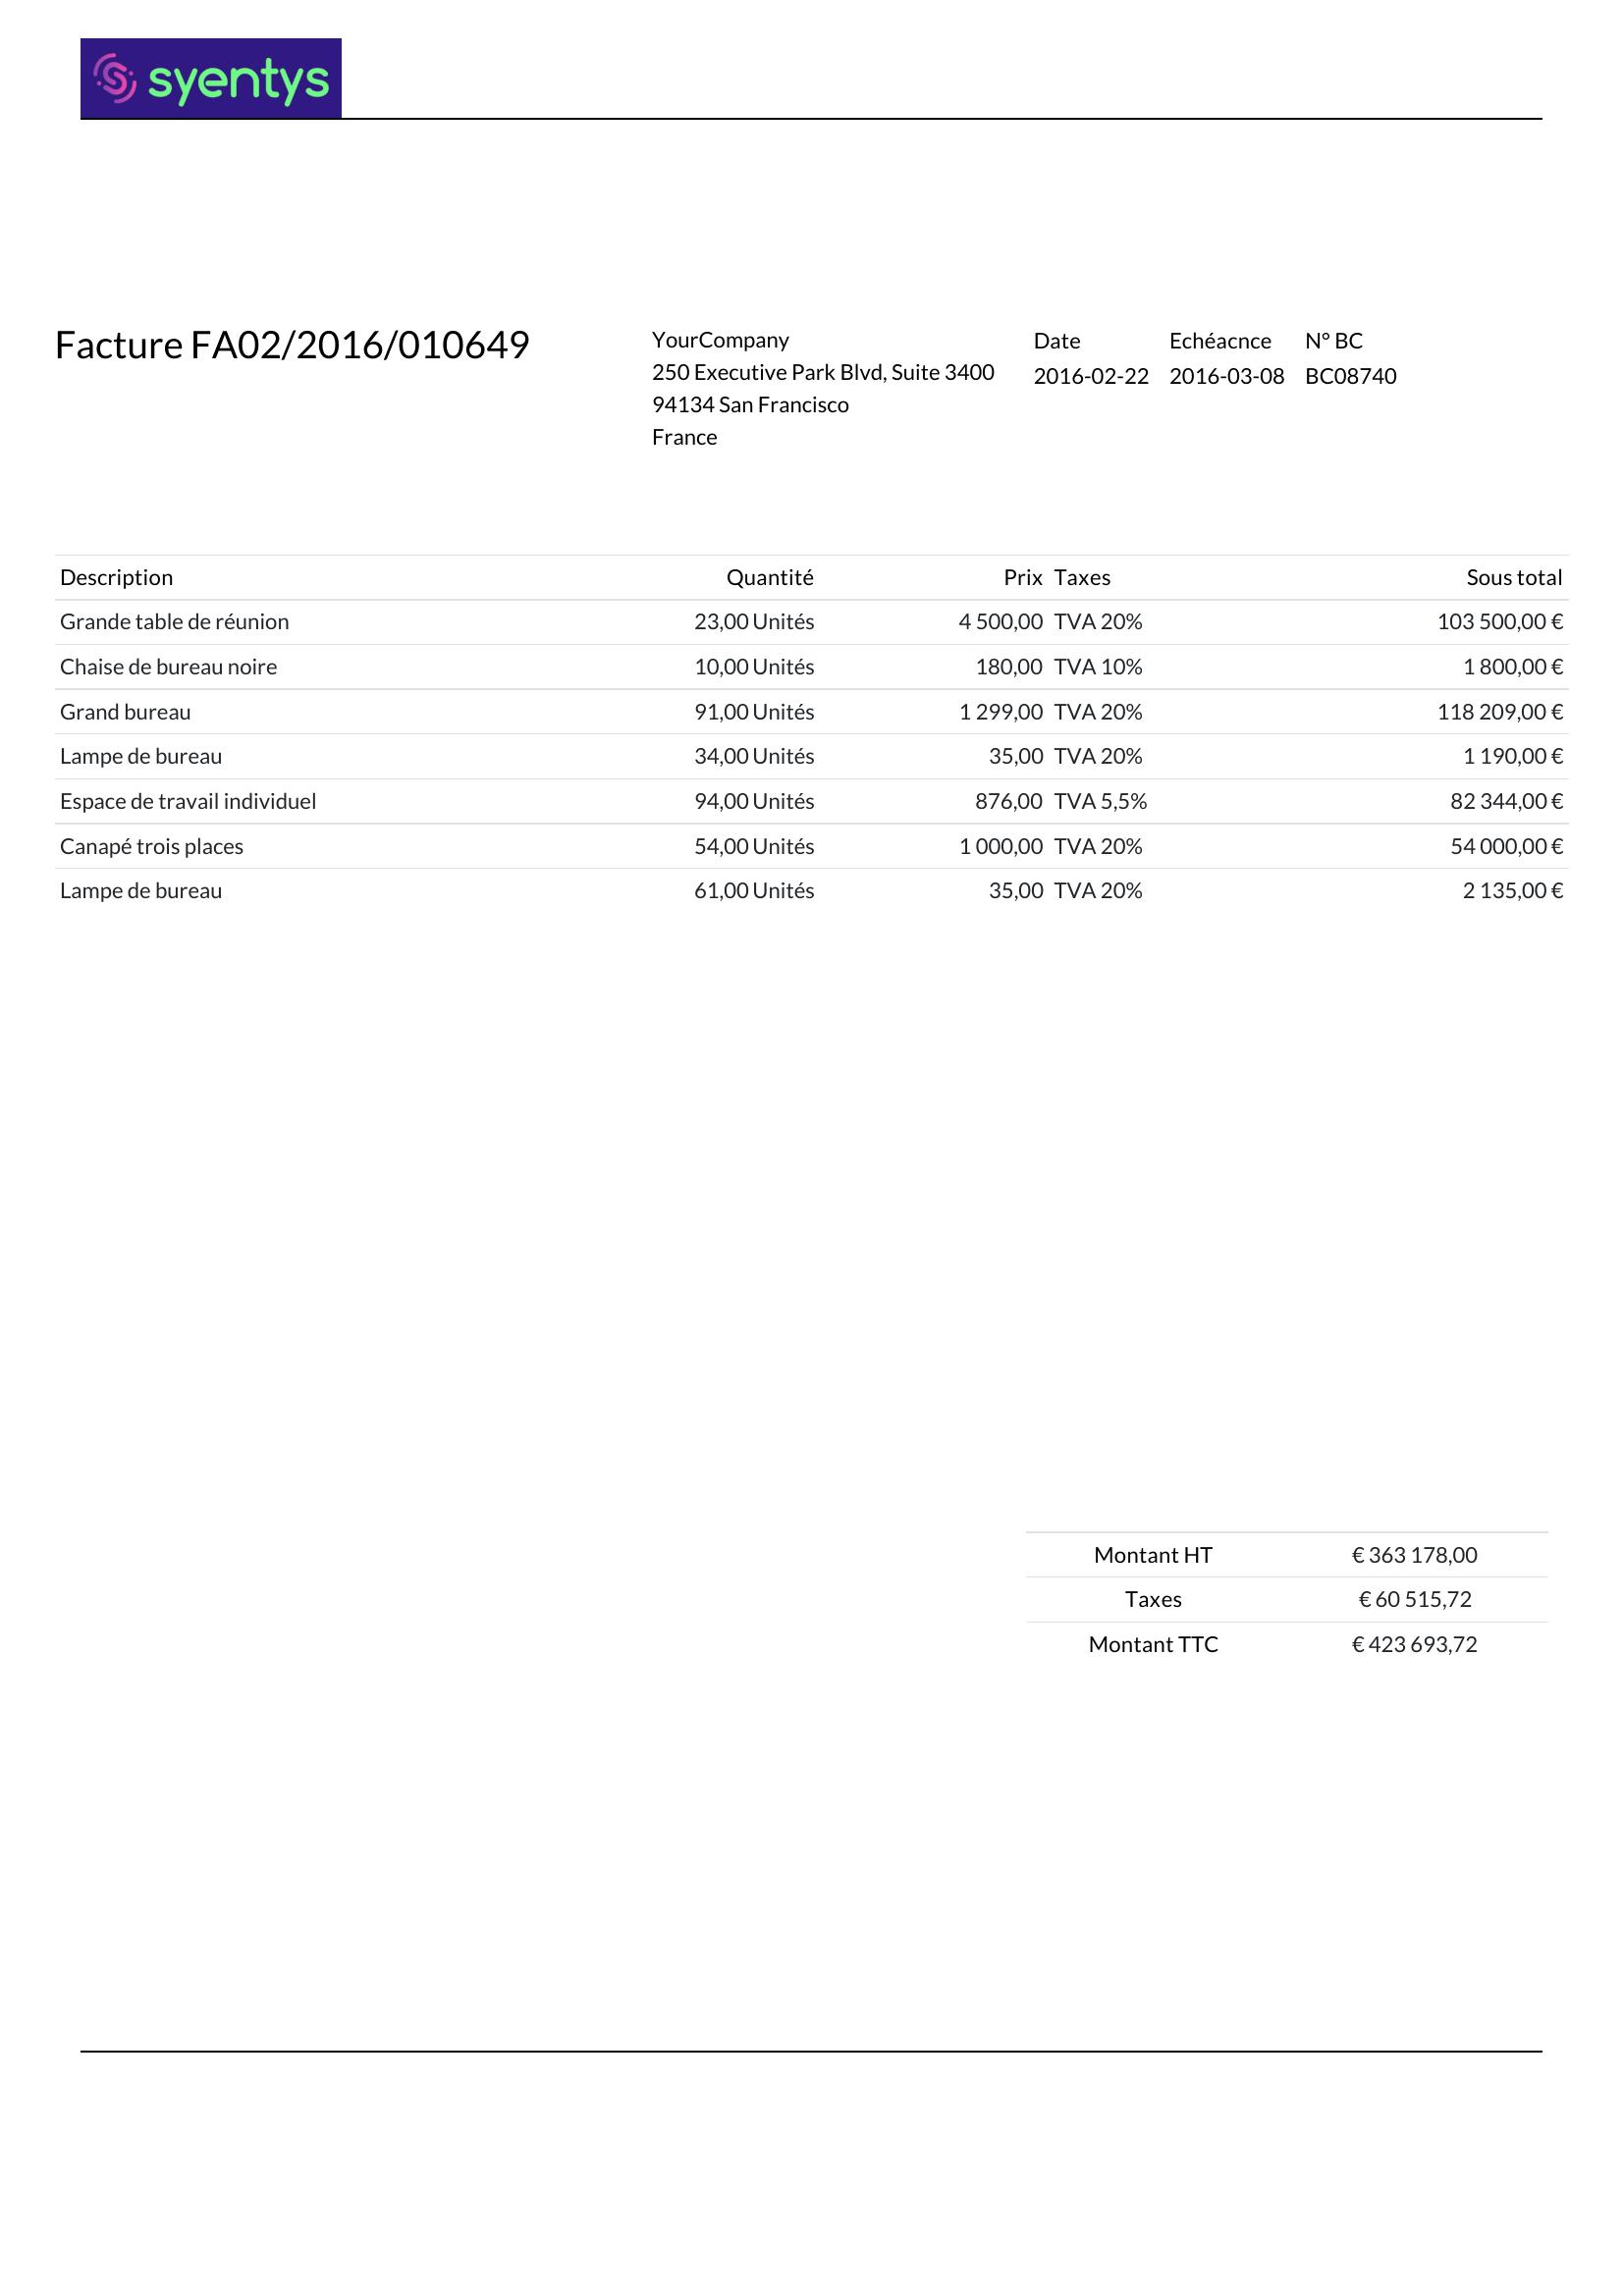 syentys
Facture FA02/2016/010649
YourCompany
250 Executive Park Blvd, Suite 3400
94134 San Francisco
France
Date Echéacnce N° BC
2016-02-22 2016-03-08 BC08740
Description Quantité Prix Taxes Sous total
Grande table de réunion 23,00 Unités 4 500,00 TVA 20% 103 500,00 €
Chaise de bureau noire 10,00 Unités 180,00 TVA 10% 1 800,00 €
Grand bureau 91,00 Unités 1 299,00 TVA 20% 118 209,00 €
Lampe de bureau 34,00 Unités 35,00 TVA 20% 1 190,00 €
Espace de travail individuel 94,00 Unités 876,00 TVA 5,5% 82 344,00 €
Canapé trois places 54,00 Unités 1 000,00 TVA 20% 54 000,00 €
Lampe de bureau 61,00 Unités 35,00 TVA 20% 2 135,00 €
Montant HT € 363 178,00
Taxes € 60 515,72
Montant TTC € 423 693,72